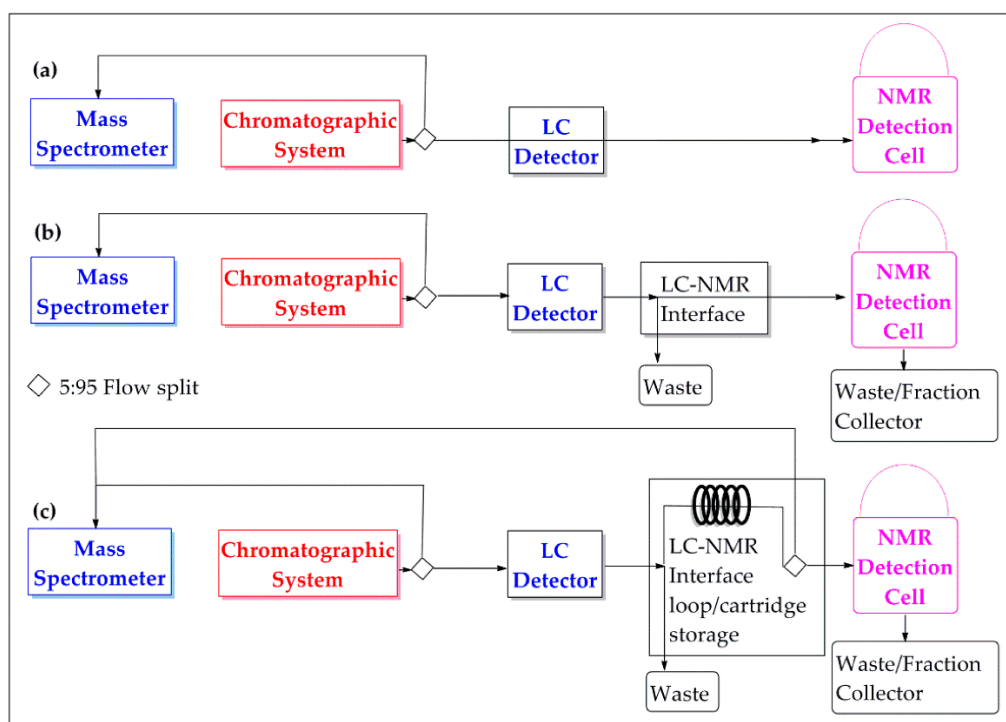 (a)
Mass
Spectrometer
Chromatographic
System
LC
Detector
NMR
Detection
Cell
(b)
Mass
Spectrometer
Chromatographic
System
LC
Detector
LC-NMR
Interface
NMR
Detection
Cell
Waste
5:95 Flow split
Waste/Fraction
Collector
(c)
Mass
Spectrometer
Chromatographic
System
LC
Detector
LC-NMR
Interface
loop/cartridge
storage
NMR
Detection
Cell
Waste
Waste/Fraction
Collector